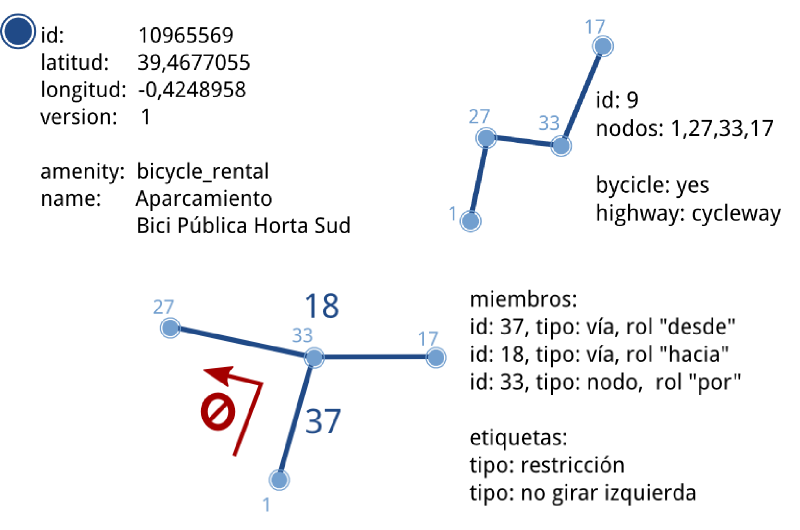 id: 10965569
latitud: 39,4677055
longitud: -0,4248958
version: 1
amenity: bicycle_rental
name: Aparcamiento
Bici Pública Horta Sud
17
27
33
1
id: 9
nodos: 1,27,33,17
bycicle: yes
highway: cycleway
27
18
33
17
37
1
miembros:
id: 37, tipo: vía, rol "desde"
id: 18, tipo: vía, rol "hacia"
id: 33, tipo: nodo, rol "por"
etiquetas:
tipo: restricción
tipo: no girar izquierda